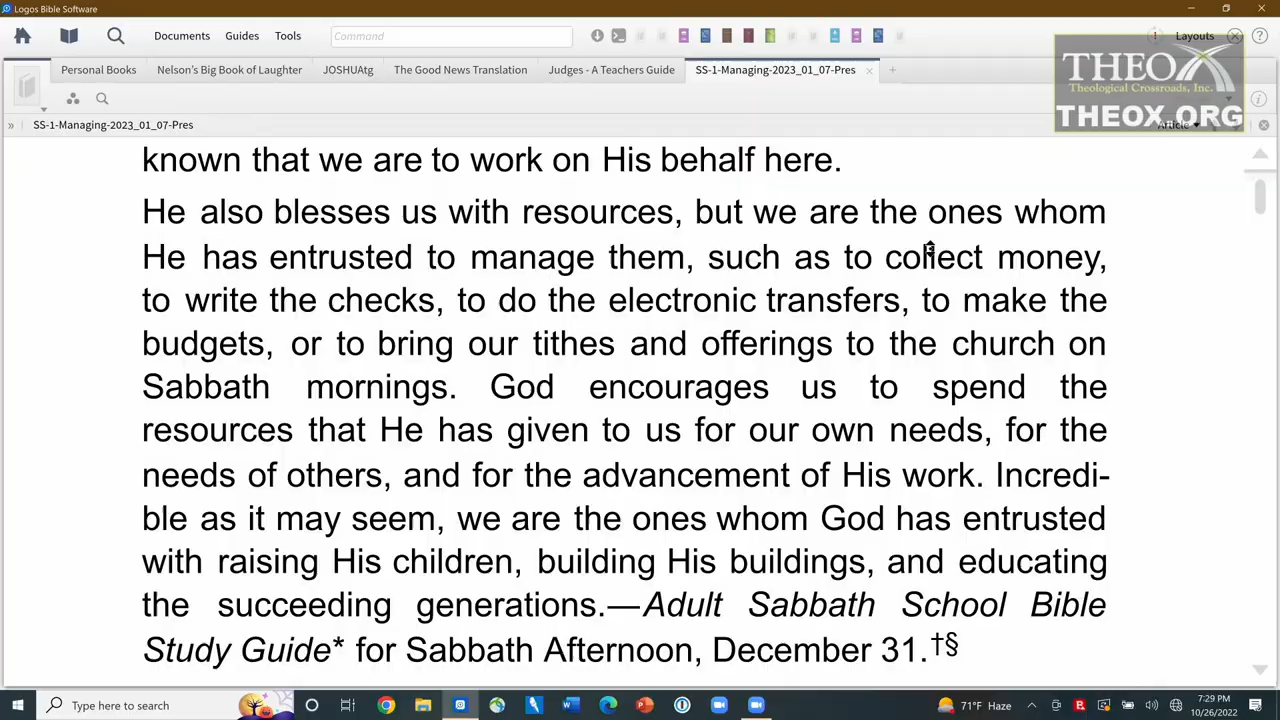 Logos Bible Software
Documents Guides Tools Command Layouts
THEOX
Theological Crossroads, Inc.
THEOX.ORG
Personal Books Nelson's Big Book of Laughter JOSHUAtg The Good News Translation Judges - A Teachers Guide SS-1-Managing-2023_01_07-Pres
SS-1-Managing-2023_01_07-Pres Article
known that we are to work on His behalf here.
He also blesses us with resources, but we are the ones whom
He has entrusted to manage them, such as to collect money,
to write the checks, to do the electronic transfers, to make the
budgets, or to bring our tithes and offerings to the church on
Sabbath mornings. God encourages us to spend the
resources that He has given to us for our own needs, for the
needs of others, and for the advancement of His work. Incredi-
ble as it may seem, we are the ones whom God has entrusted
with raising His children, building His buildings, and educating
the succeeding generations.—Adult Sabbath School Bible
Study Guide* for Sabbath Afternoon, December 31.†§
Type here to search
71°F Haze
7:29 PM
10/26/2022